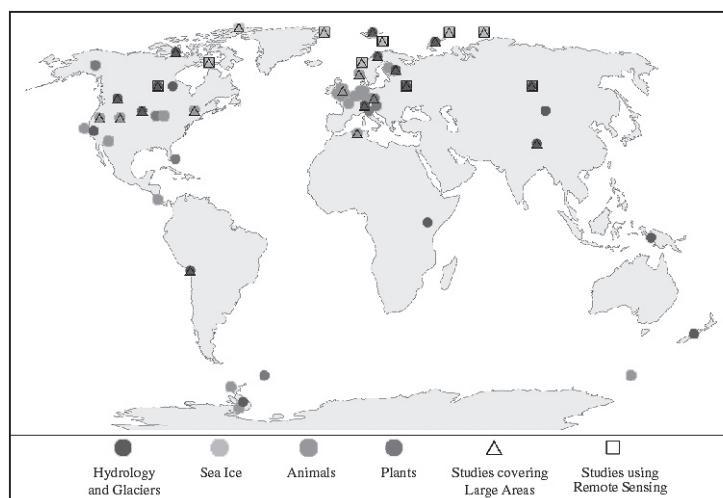 Hydrology
and Glaciers
Sea Ice
Animals
Plants
Studies covering
Large Areas
Studies using
Remote Sensing